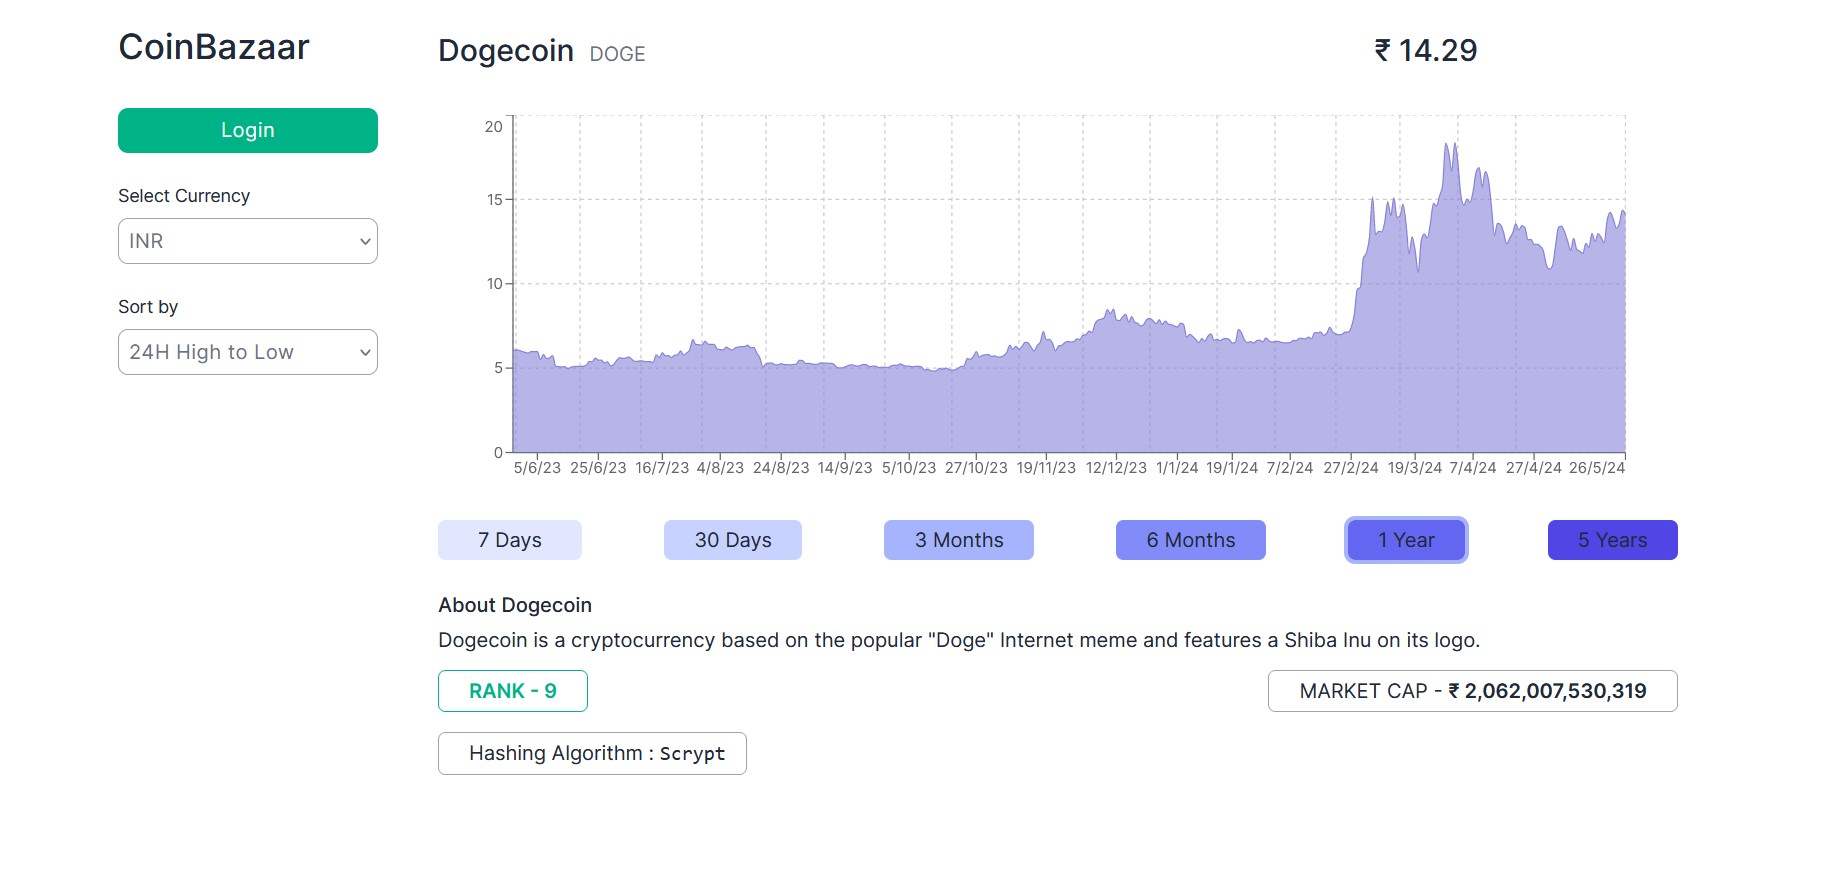 CoinBazaar
Login
Select Currency
INR
Sort by
24H High to Low
Dogecoin DOGE
₹ 14.29
20
15
10
5
0
5/6/23 25/6/23 16/7/23 4/8/23 24/8/23 14/9/23 5/10/23 27/10/23 19/11/23 12/12/23 1/1/24 19/1/24 7/2/24 27/2/24 19/3/24 7/4/24 27/4/24 26/5/24
7 Days 30 Days 3 Months 6 Months 1 Year 5 Years
About Dogecoin
Dogecoin is a cryptocurrency based on the popular "Doge" Internet meme and features a Shiba Inu on its logo.
RANK - 9
MARKET CAP - ₹ 2,062,007,530,319
Hashing Algorithm : Scrypt